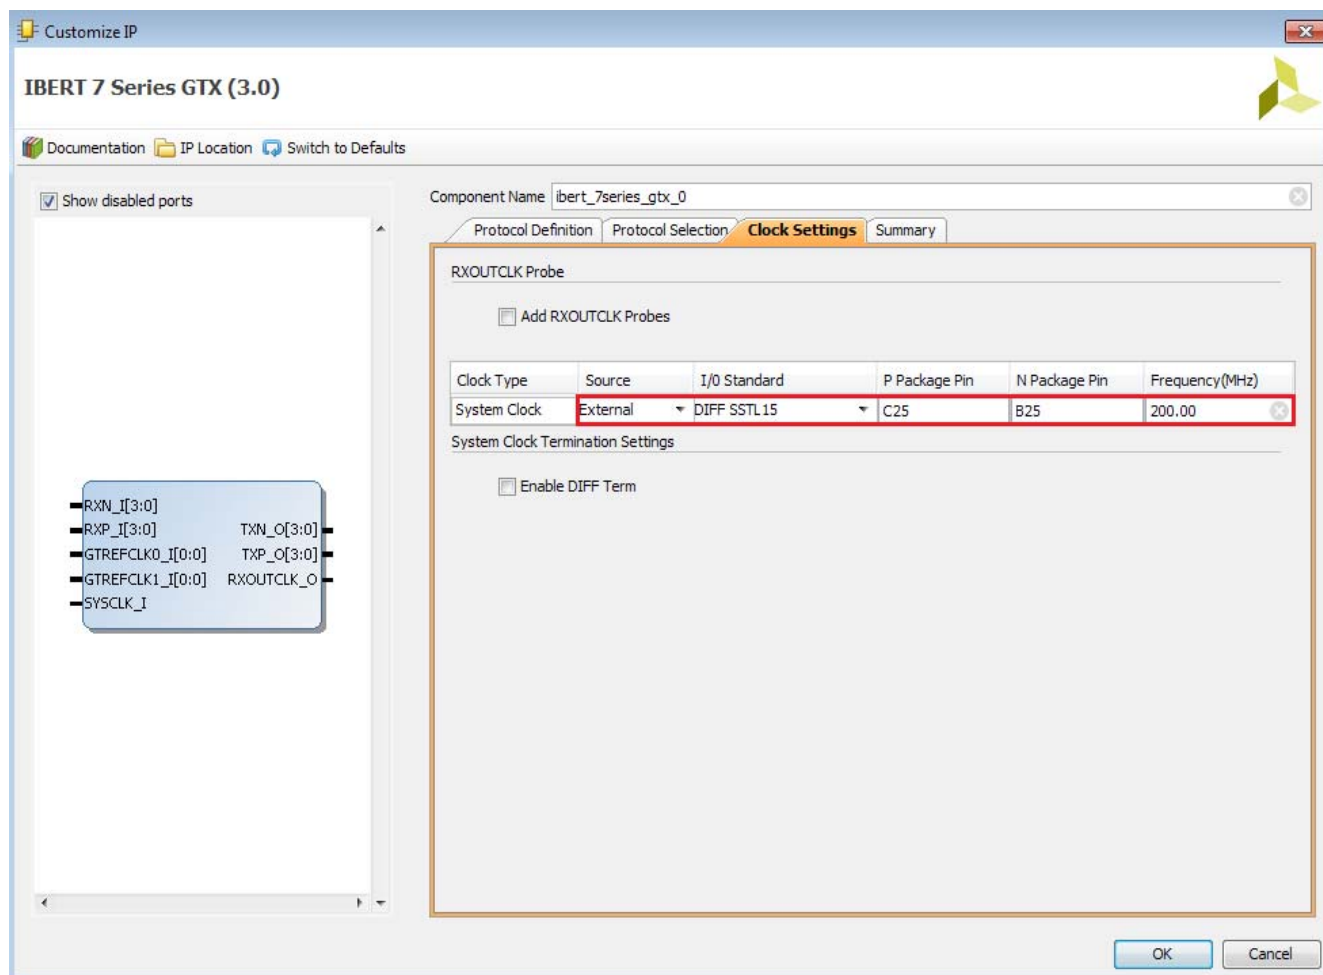 Customize IP
IBERT 7 Series GTX (3.0)
Documentation IP Location Switch to Defaults
Show disabled ports
Component Name ibert_7series_gtx_0
Protocol Definition Protocol Selection Clock Settings Summary
RXOUTCLK Probe
Add RXOUTCLK Probes
Clock Type Source I/0 Standard P Package Pin N Package Pin Frequency(MHz)
System Clock External DIFF SSTL15 C25 B25 200.00
System Clock Termination Settings
Enable DIFF Term
RXN_I[3:0]
RXP_I[3:0] TXN_O[3:0]
GTREFCLK0_I[0:0] TXP_O[3:0]
GTREFCLK1_I[0:0] RXOUTCLK_O
SYSCLK_I
OK Cancel